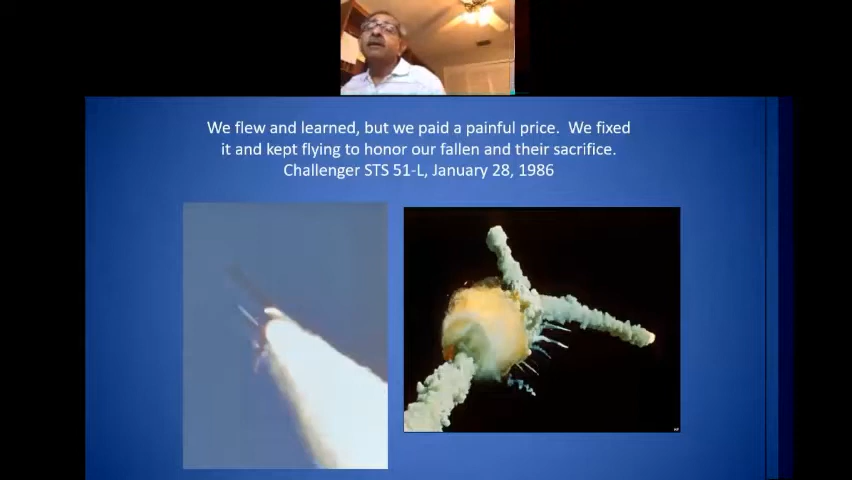 We flew and learned, but we paid a painful price.  We fixed
it and kept flying to honor our fallen and their sacrifice.
Challenger STS 51-L, January 28, 1986